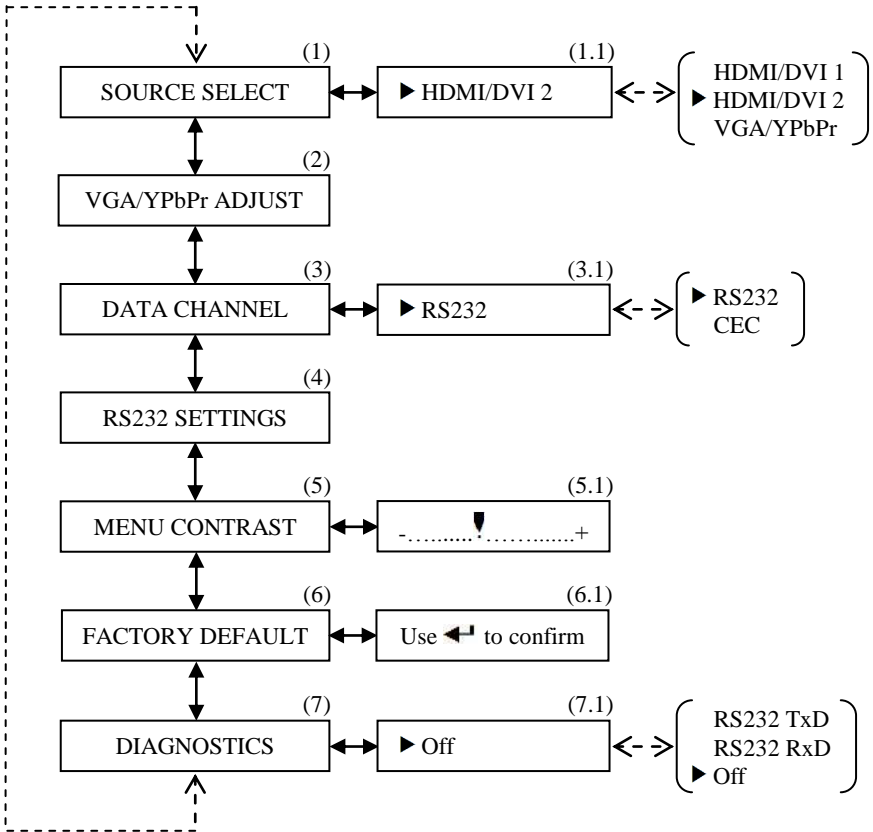 (1)
SOURCE SELECT
(1.1)
▶ HDMI/DVI 2
HDMI/DVI 1
▶ HDMI/DVI 2
VGA/YPbPr
(2)
VGA/YPbPr ADJUST
(3)
DATA CHANNEL
(3.1)
▶ RS232
▶ RS232
CEC
(4)
RS232 SETTINGS
(5)
MENU CONTRAST
(5.1)
-...............+
(6)
FACTORY DEFAULT
(6.1)
Use ↵ to confirm
(7)
DIAGNOSTICS
(7.1)
▶ Off
RS232 TxD
RS232 RxD
▶ Off